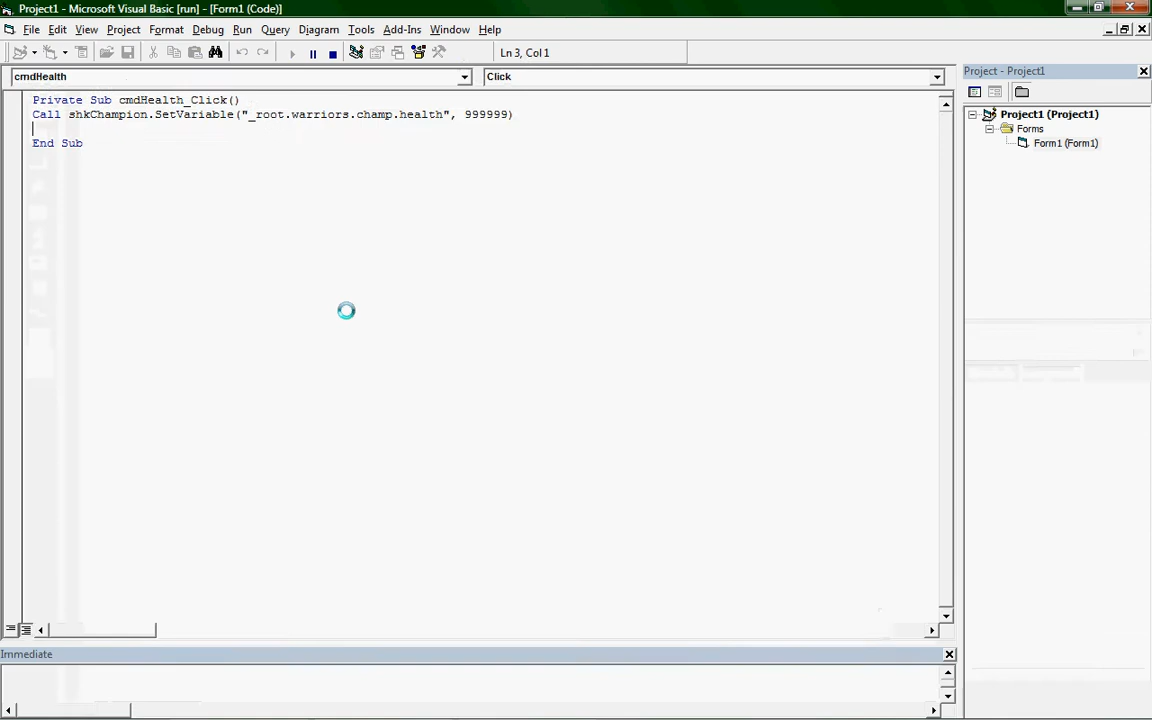 Project1 - Microsoft Visual Basic [run] - [Form1 (Code)]
File Edit View Project Format Debug Run Query Diagram Tools Add-Ins Window Help
Ln 3, Col 1
cmdHealth Click
Project - Project1
Private Sub cmdHealth_Click()
Call shkChampion.SetVariable("_root.warriors.champ.health", 999999)
End Sub
Project1 (Project1)
Forms
Form1 (Form1)
Immediate